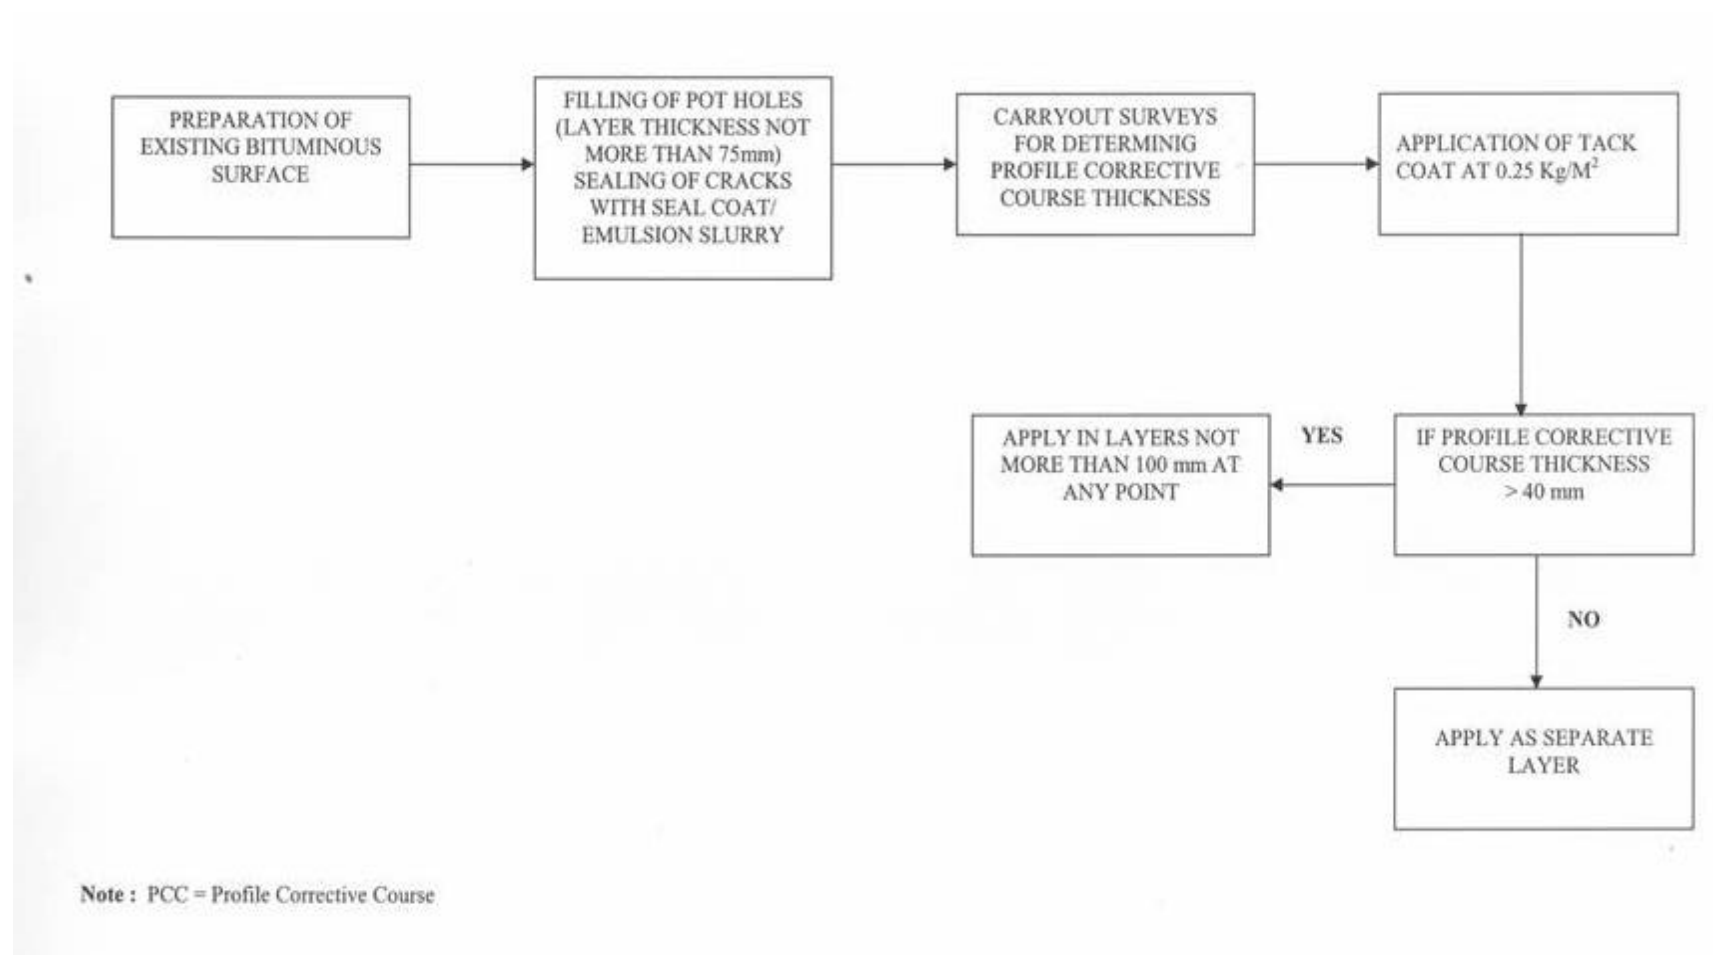 PREPARATION OF
EXISTING BITUMINOUS
SURFACE
FILLING OF POT HOLES
(LAYER THICKNESS NOT
MORE THAN 75mm)
SEALING OF CRACKS
WITH SEAL COAT/
EMULSION SLURRY
CARRYOUT SURVEYS
FOR DETERMINIG
PROFILE CORRECTIVE
COURSE THICKNESS
APPLICATION OF TACK
COAT AT 0.25 Kg/M²
APPLY IN LAYERS NOT
MORE THAN 100 mm AT
ANY POINT
YES
IF PROFILE CORRECTIVE
COURSE THICKNESS
> 40 mm
NO
APPLY AS SEPARATE
LAYER
Note : PCC = Profile Corrective Course